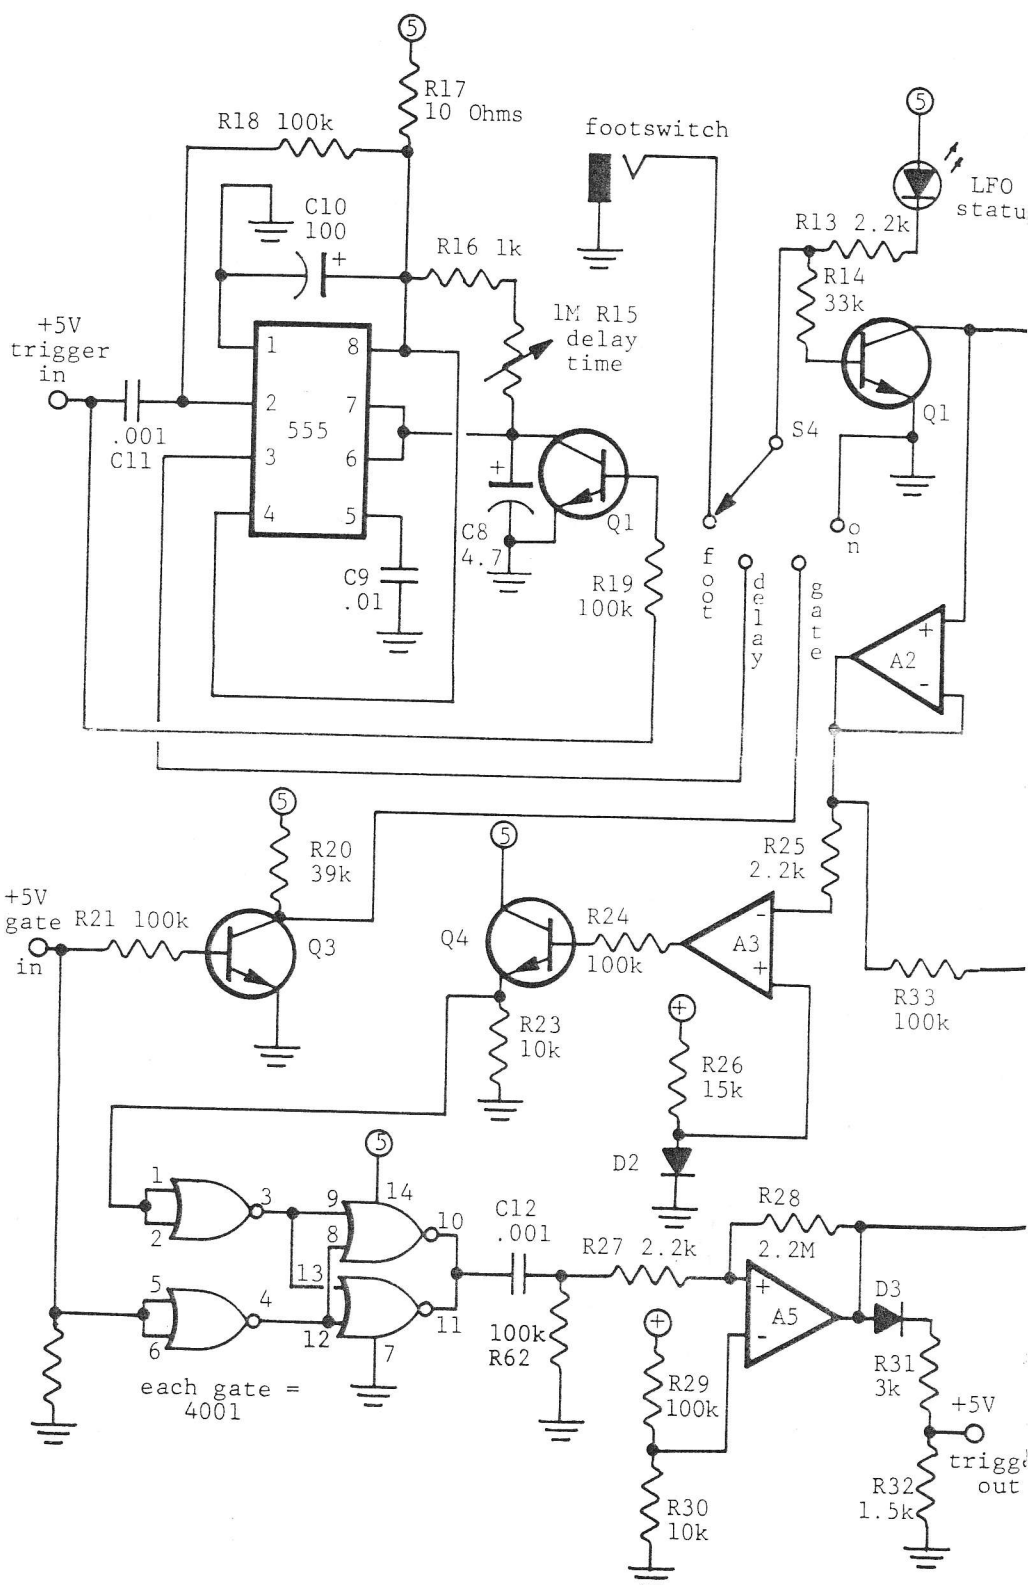 5
R17
10 Ohms
R18 100k
footswitch
5
LFO
statu
C10
100
+
R16 1k
R13 2.2k
R14
33k
1M R15
delay
time
+5V
trigger
in
1
8
2
7
555
3
6
4
5
.001
C11
+
C8
4.7
Q1
Q1
S4
C9
.01
R19
100k
foot
delay
gate
on
+
A2
-
5
R20
39k
5
R25
2.2k
+5V
gate
in
R21 100k
Q3
Q4
R24
100k
-
A3
+
R33
100k
R23
10k
+
R26
15k
D2
5
1
2
3
9
8
14
10
13
5
6
4
12
11
7
C12
.001
R27 2.2k
R28
2.2M
100k
R62
+
A5
-
D3
+
R29
100k
R31
3k
+5V
trigg
out
each gate =
4001
R30
10k
R32
1.5k